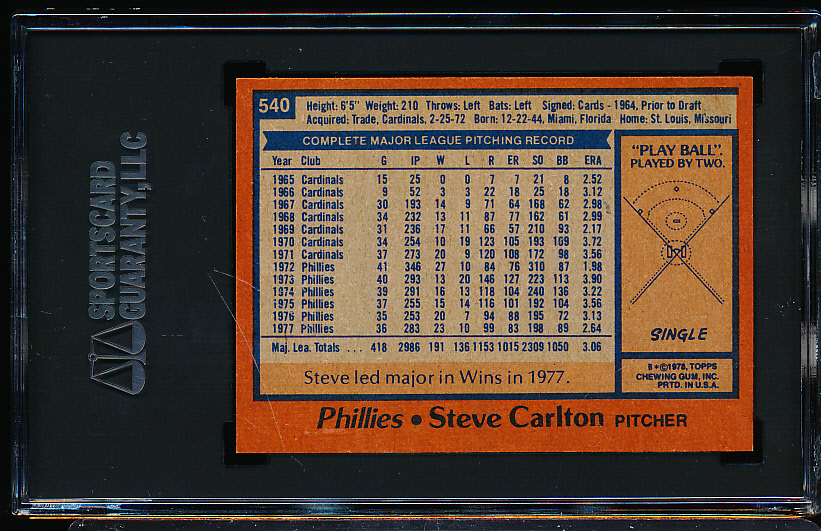 SPORTSCARD
GUARANTY, LLC
540
Height: 6'5" Weight: 210 Throws: Left Bats: Left Signed: Cards - 1964, Prior to Draft
Acquired: Trade, Cardinals, 2-25-72 Born: 12-22-44, Miami, Florida Home: St. Louis, Missouri
COMPLETE MAJOR LEAGUE PITCHING RECORD
Year Club G IP W L R ER SO BB ERA
1965 Cardinals 15 25 0 0 7 7 21 8 2.52
1966 Cardinals 9 52 3 3 22 18 25 18 3.12
1967 Cardinals 30 193 14 9 71 64 168 62 2.98
1968 Cardinals 34 232 13 11 87 77 162 61 2.99
1969 Cardinals 31 236 17 11 66 57 210 93 2.17
1970 Cardinals 34 254 10 19 123 105 193 109 3.72
1971 Cardinals 37 273 20 9 120 108 172 98 3.56
1972 Phillies 41 346 27 10 84 76 310 87 1.98
1973 Phillies 40 293 13 20 146 127 223 113 3.90
1974 Phillies 39 291 16 13 118 104 240 136 3.22
1975 Phillies 37 255 15 14 116 101 192 104 3.56
1976 Phillies 35 253 20 7 94 88 195 72 3.13
1977 Phillies 36 283 23 10 99 83 198 89 2.64
Maj. Lea. Totals ... 418 2986 191 136 1153 1015 2309 1050 3.06
Steve led major in Wins in 1977.
"PLAY BALL".
PLAYED BY TWO.
SINGLE
B•©1978, TOPPS
CHEWING GUM, INC.
PRTD. IN U.S.A.
Phillies • Steve Carlton PITCHER